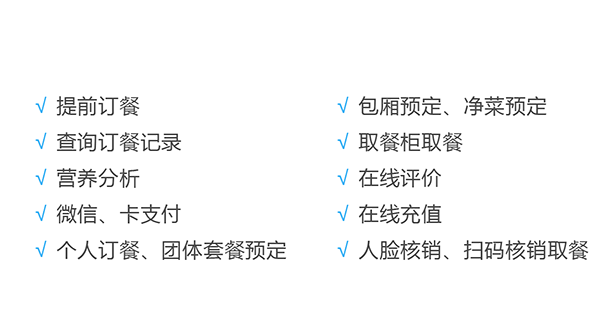 √ 提前订餐
√ 查询订餐记录
√ 营养分析
√ 微信、卡支付
√ 个人订餐、团体套餐预定
√ 包厢预定、净菜预定
√ 取餐柜取餐
√ 在线评价
√ 在线充值
√ 人脸核销、扫码核销取餐